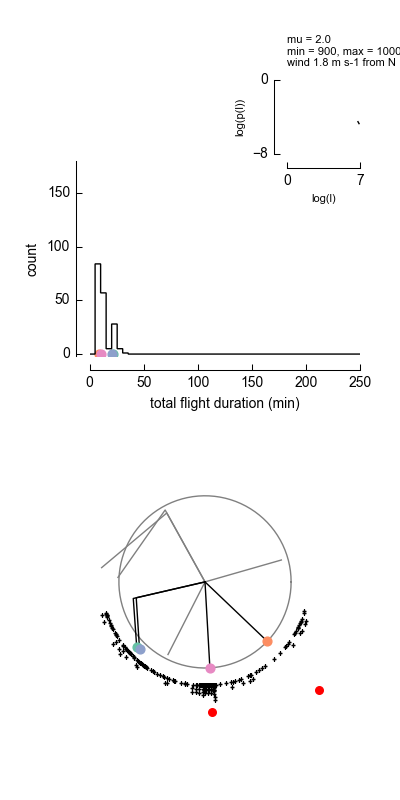 mu = 2.0
min = 900, max = 1000
wind 1.8 m s-1 from N
0
log(p(l))
−8
0 7
log(l)
150
100
count
50
0
0 50 100 150 200 250
total flight duration (min)